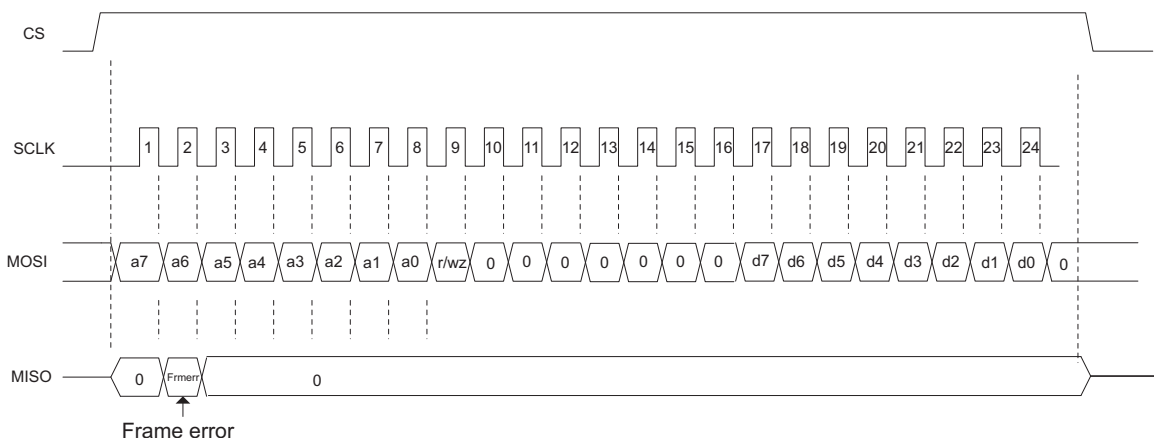 CS
SCLK 1 2 3 4 5 6 7 8 9 10 11 12 13 14 15 16 17 18 19 20 21 22 23 24
MOSI a7 a6 a5 a4 a3 a2 a1 a0 r/wz 0 0 0 0 0 0 0 d7 d6 d5 d4 d3 d2 d1 d0 0
MISO 0 Frmerr 0
Frame error